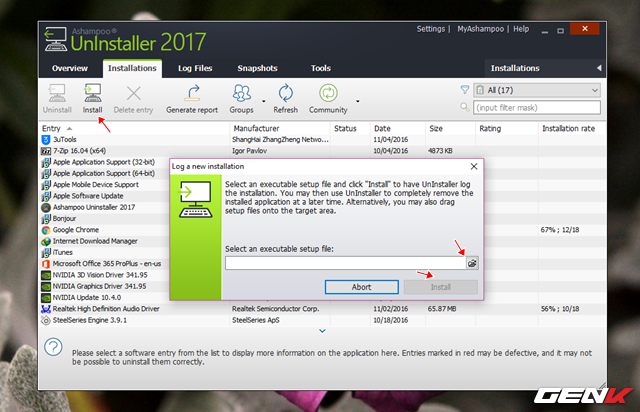 Ashampoo®
UnInstaller 2017
Settings | MyAshampoo | Help
Overview Installations Log Files Snapshots Tools Installations
Uninstall Install Delete entry Generate report Groups Refresh Community
All (17)
(input filter mask)
Entry Manufacturer Status Date Size Rating Installation rate
3uTools ShangHai ZhangZheng Netwo... 11/04/2016
7-Zip 16.04 (x64) Igor Pavlov 10/04/2016 4873 KB
Apple Application Support (32-bit)
Apple Application Support (64-bit)
Apple Mobile Device Support
Apple Software Update
Ashampoo Uninstaller 2017
Bonjour
Google Chrome 67% ; 12/18
Internet Download Manager
iTunes
Microsoft Office 365 ProPlus - en-us
NVIDIA 3D Vision Driver 341.95
NVIDIA Graphics Driver 341.95
NVIDIA Update 10.4.0
Realtek High Definition Audio Driver Realtek Semiconductor Corp. 11/02/2016 65.87 MB 56% ; 10/18
SteelSeries Engine 3.9.1 SteelSeries ApS 10/18/2016
Log a new installation
Select an executable setup file and click "Install" to have UnInstaller log
the installation. You may then use UnInstaller to completely remove the
installed application at a later time. Alternatively, you may also drag
setup files onto the target area.
Select an executable setup file:
Abort Install
Please select a software entry from the list to display more information on the application here. Entries marked in red may be defective, and it may not
be possible to uninstall them correctly.
GENK